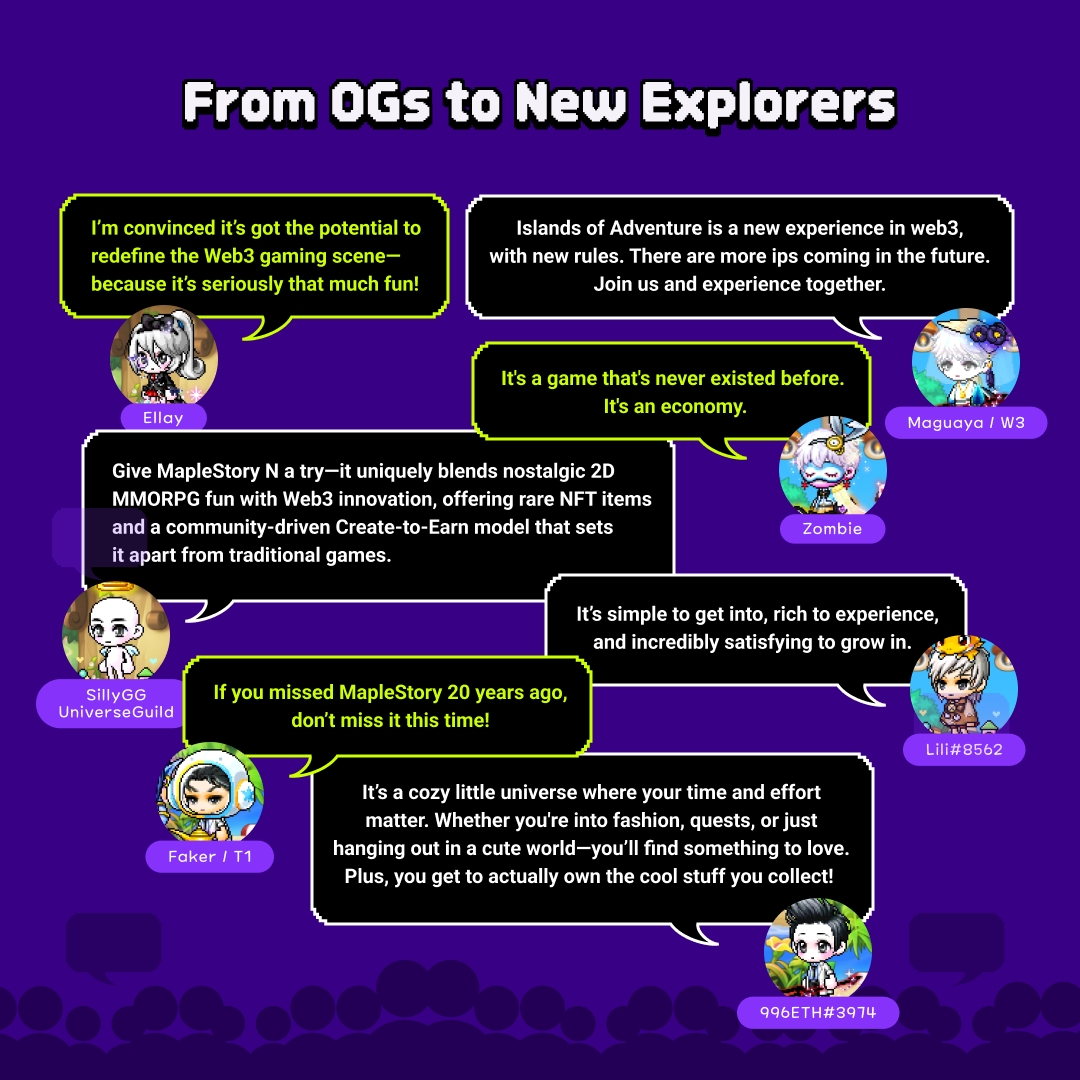 From OGs to New Explorers
I’m convinced it’s got the potential to
redefine the Web3 gaming scene—
because it’s seriously that much fun!
Ellay
Islands of Adventure is a new experience in web3,
with new rules. There are more ips coming in the future.
Join us and experience together.
Maguaya / W3
It's a game that's never existed before.
It's an economy.
Zombie
Give MapleStory N a try—it uniquely blends nostalgic 2D
MMORPG fun with Web3 innovation, offering rare NFT items
and a community-driven Create-to-Earn model that sets
it apart from traditional games.
SillyGG
UniverseGuild
It’s simple to get into, rich to experience,
and incredibly satisfying to grow in.
Lili#8562
If you missed MapleStory 20 years ago,
don’t miss it this time!
Faker / T1
It’s a cozy little universe where your time and effort
matter. Whether you're into fashion, quests, or just
hanging out in a cute world—you’ll find something to love.
Plus, you get to actually own the cool stuff you collect!
996ETH#3974